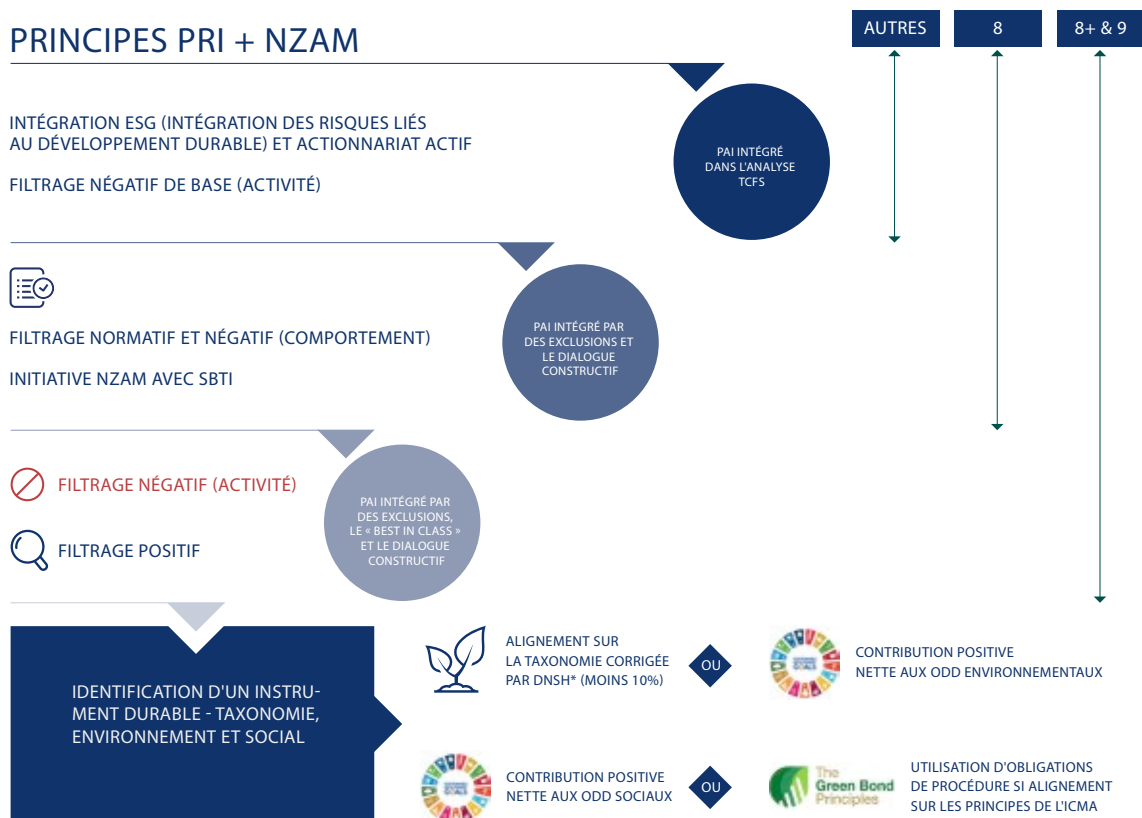 PRINCIPES PRI + NZAM
AUTRES
8
8+ & 9
INTÉGRATION ESG (INTÉGRATION DES RISQUES LIÉS
AU DÉVELOPPEMENT DURABLE) ET ACTIONNARIAT ACTIF
FILTRAGE NÉGATIF DE BASE (ACTIVITÉ)
PAI INTÉGRÉ
DANS L'ANALYSE
TCFS
FILTRAGE NORMATIF ET NÉGATIF (COMPORTEMENT)
INITIATIVE NZAM AVEC SBTI
PAI INTÉGRÉ PAR
DES EXCLUSIONS ET
LE DIALOGUE
CONSTRUCTIF
FILTRAGE NÉGATIF (ACTIVITÉ)
FILTRAGE POSITIF
PAI INTÉGRÉ PAR
DES EXCLUSIONS,
LE « BEST IN CLASS »
ET LE DIALOGUE
CONSTRUCTIF
IDENTIFICATION D'UN INSTRU-
MENT DURABLE - TAXONOMIE,
ENVIRONNEMENT ET SOCIAL
ALIGNEMENT SUR
LA TAXONOMIE CORRIGÉE
PAR DNSH* (MOINS 10%)
OU
CONTRIBUTION POSITIVE
NETTE AUX ODD ENVIRONNEMENTAUX
CONTRIBUTION POSITIVE
NETTE AUX ODD SOCIAUX
OU
The
Green Bond
Principles
UTILISATION D'OBLIGATIONS
DE PROCÉDURE SI ALIGNEMENT
SUR LES PRINCIPES DE L'ICMA